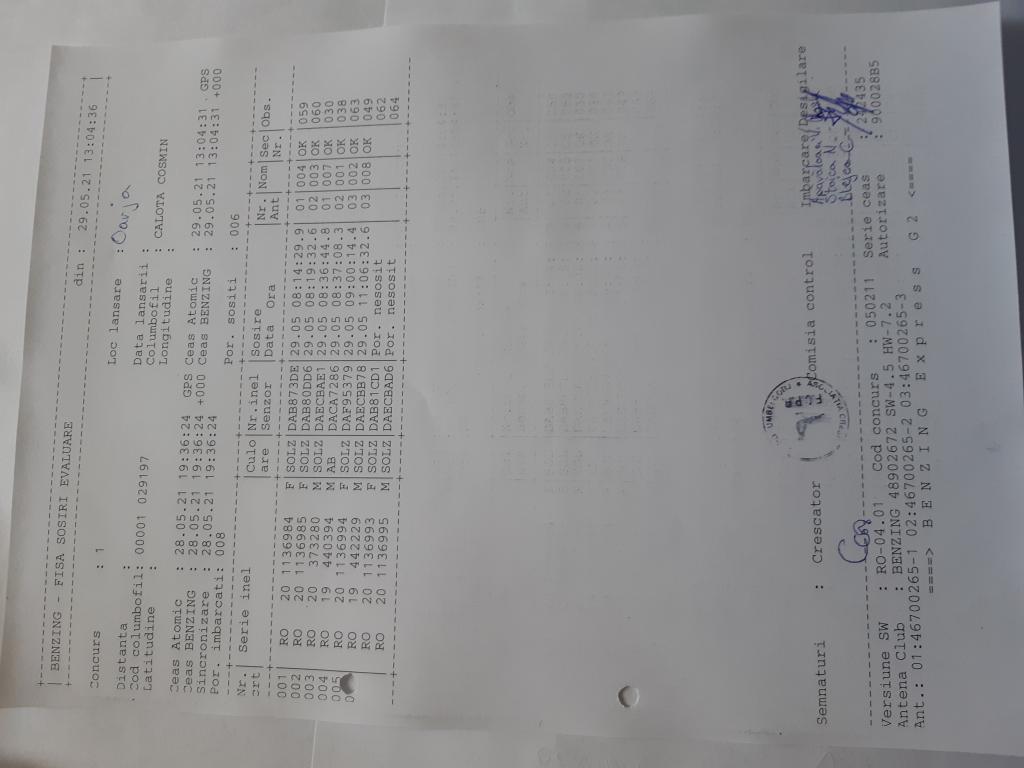 | BENZING - FISA SOSIRI EVALUARE din : 29.05.21 13:04:36 |
Concurs : 1 Loc lansare : Oarja
Distanta : Data lansarii :
Cod columbofil: 00001 0291197 Columbofil : CALOTA COSMIN
Latitudine : Longitudine :
Ceas Atomic : 28.05.21 19:36:24 GPS Ceas Atomic : 29.05.21 13:04:31 GPS
Ceas BENZING : 28.05.21 19:36:24 +000 Ceas BENZING : 29.05.21 13:04:31 +000
Sincronizare : 28.05.21 19:36:24
Por. imbarcati: 008 Por. sositi : 006
Nr.| Serie inel |Culo|Nr.inel |Sosire |Nr. |Nom|Sec|Obs.
crt| |are |Senzor |Data Ora |Ant | |Nr.|
001 RO 20 1136984 F SOLZ DAB873DE 29.05 08:14:29.9 01 004 OK 059
002 RO 20 1136985 F SOLZ DAB80DD6 29.05 08:19:32.6 02 003 OK 060
003 RO 20 373280 M SOLZ DAECBAE1 29.05 08:36:44.8 01 007 OK 030
004 RO 19 440394 M AB DACA7286 29.05 08:37:08.3 02 001 OK 038
005 RO 20 1136994 F SOLZ DAF95379 29.05 09:00:14.4 03 002 OK 063
RO 19 442229 M SOLZ DAECBB78 29.05 11:06:32.6 03 008 OK 049
RO 20 1136993 F SOLZ DAB81CD1 Por. nesosit 062
RO 20 1136995 M SOLZ DAECBAD6 Por. nesosit 064
Semnaturi : Crescator Comisia control Imbarcare/Desigilare
Staica N.
Versiune SW : RO-04.01 Cod concurs : 050211 Serie ceas : 292435
Antena Club : BENZING 48902672 SW-4.5 HW-7.2 Autorizare : 900028B5
Ant.: 01:46700265-1 02:46700265-2 03:46700265-3
====> B E N Z I N G E x p r e s s G 2 <====